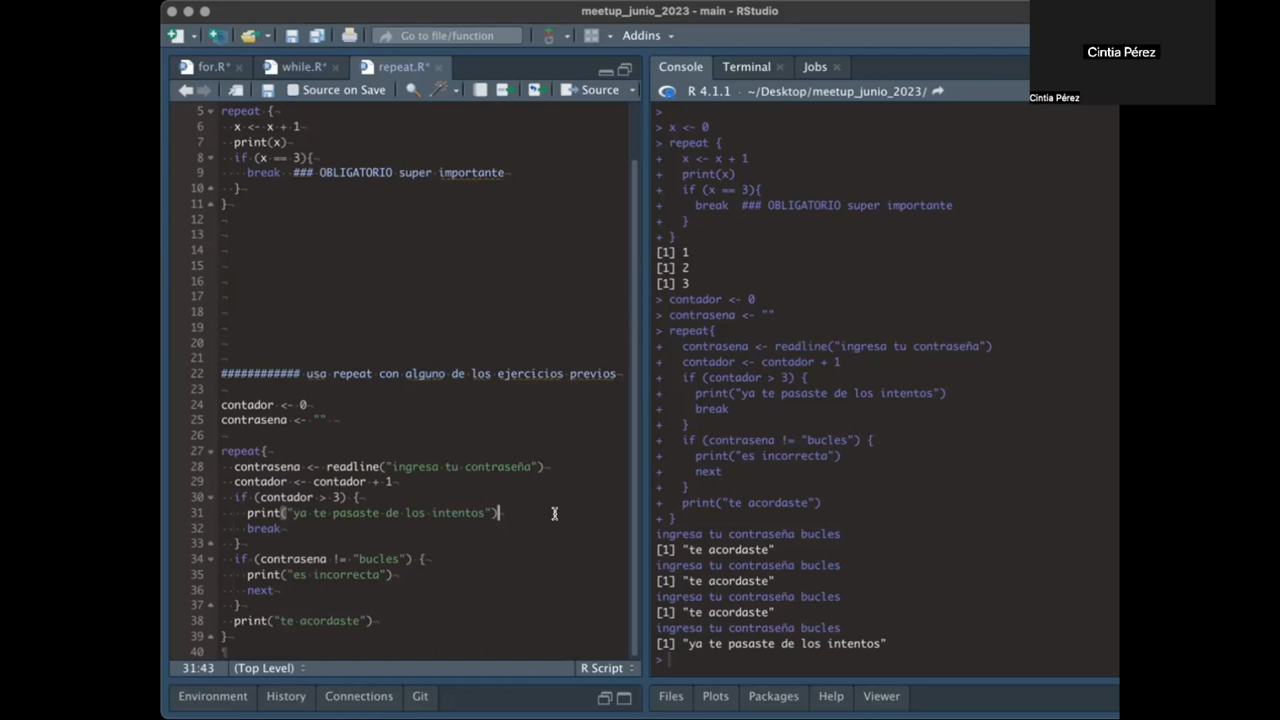 meetup_junio_2023 - main - RStudio
Go to file/function
Addins
Cintia Pérez
Cintia Pérez
for.R*
while.R*
repeat.R*
Source on Save
Source
5 repeat {
6 x <- x + 1
7 print(x)
8 if (x == 3){
9 break ### OBLIGATORIO super importante
10 }
11 }
12
13
14
15
16
17
18
19
20
21
22 ############ usa repeat con alguno de los ejercicios previos
23
24 contador <- 0
25 contrasena <- ""
26
27 repeat{
28 contrasena <- readline("ingresa tu contraseña")
29 contador <- contador + 1
30 if (contador > 3) {
31 print("ya te pasaste de los intentos")
32 break
33 }
34 if (contrasena != "bucles") {
35 print("es incorrecta")
36 next
37 }
38 print("te acordaste")
39 }
40
31:43
(Top Level)
R Script
Environment
History
Connections
Git
Console
Terminal
Jobs
R 4.1.1 · ~/Desktop/meetup_junio_2023/
>
> x <- 0
> repeat {
+ x <- x + 1
+ print(x)
+ if (x == 3){
+ break ### OBLIGATORIO super importante
+ }
+ }
[1] 1
[1] 2
[1] 3
> contador <- 0
> contrasena <- ""
> repeat{
+ contrasena <- readline("ingresa tu contraseña")
+ contador <- contador + 1
+ if (contador > 3) {
+ print("ya te pasaste de los intentos")
+ break
+ }
+ if (contrasena != "bucles") {
+ print("es incorrecta")
+ next
+ }
+ print("te acordaste")
+ }
ingresa tu contraseña bucles
[1] "te acordaste"
ingresa tu contraseña bucles
[1] "te acordaste"
ingresa tu contraseña bucles
[1] "te acordaste"
ingresa tu contraseña bucles
[1] "ya te pasaste de los intentos"
>
Files
Plots
Packages
Help
Viewer